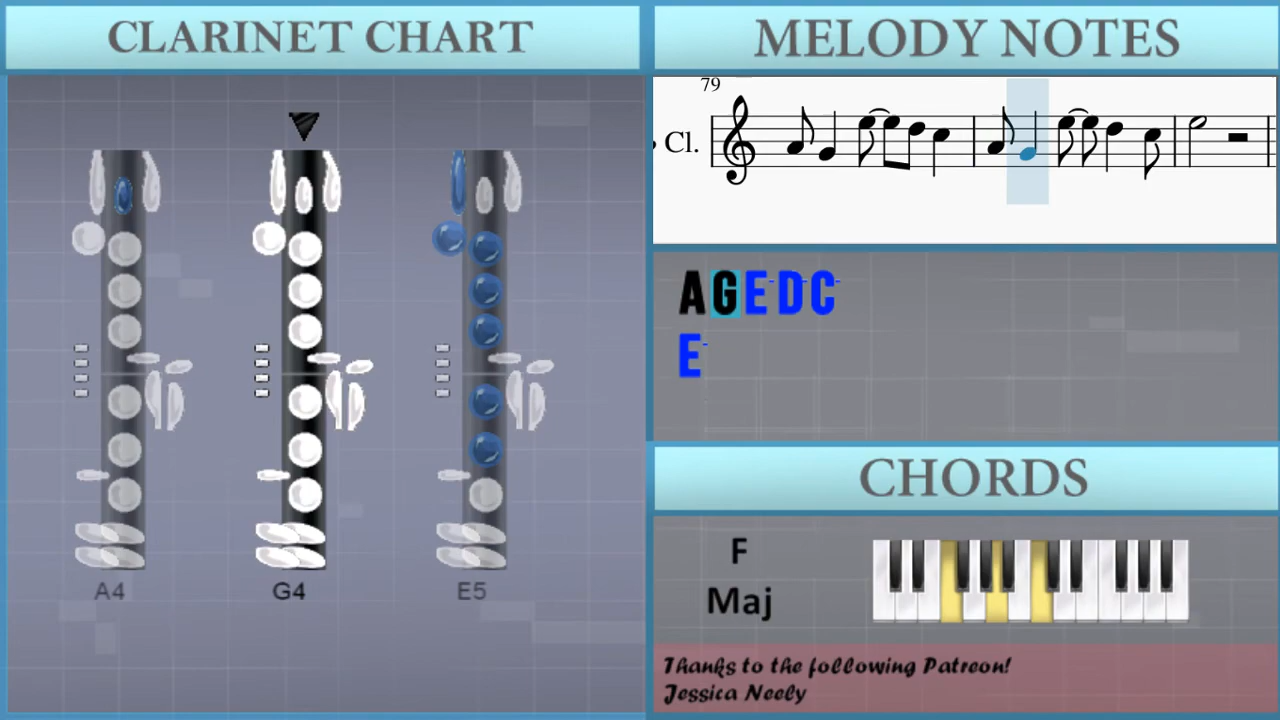 CLARINET CHART
A4
G4
E5
MELODY NOTES
79
Cl.
AGEDC
E
CHORDS
F
Maj
Thanks to the following Patreon!
Jessica Neely